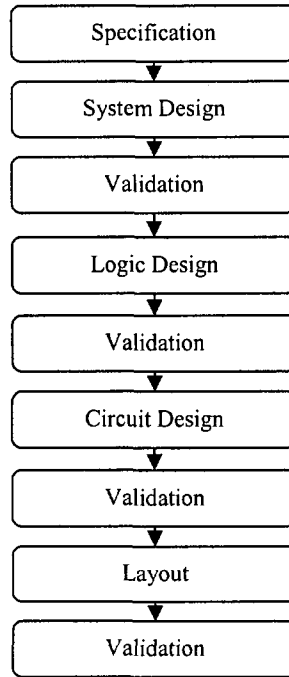 Specification
System Design
Validation
Logic Design
Validation
Circuit Design
Validation
Layout
Validation